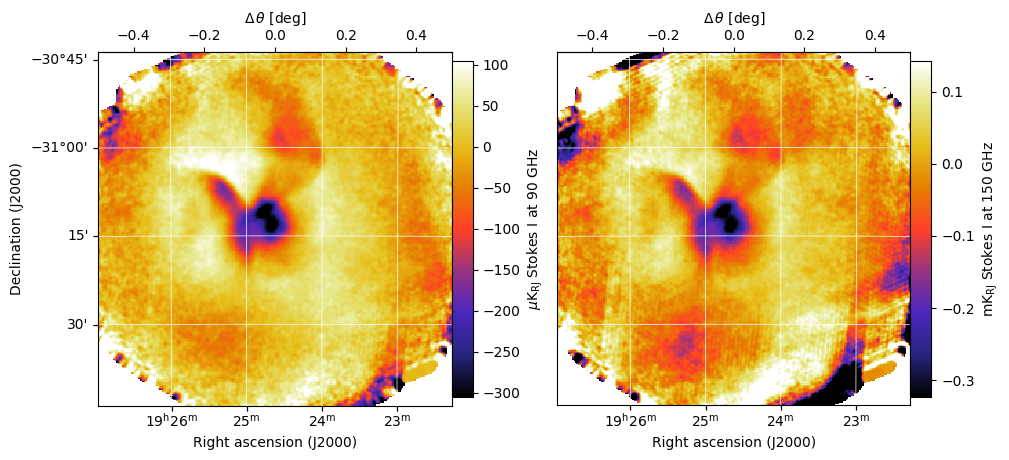 Δθ [deg]
−0.4 −0.2 0.0 0.2 0.4
−30°45'
−31°00'
15'
30'
Declination (J2000)
19ʰ26ᵐ 25ᵐ 24ᵐ 23ᵐ
Right ascension (J2000)
100
50
0
−50
−100
−150
−200
−250
−300
μK_RJ Stokes I at 90 GHz
Δθ [deg]
−0.4 −0.2 0.0 0.2 0.4
19ʰ26ᵐ 25ᵐ 24ᵐ 23ᵐ
Right ascension (J2000)
0.1
0.0
−0.1
−0.2
−0.3
mK_RJ Stokes I at 150 GHz